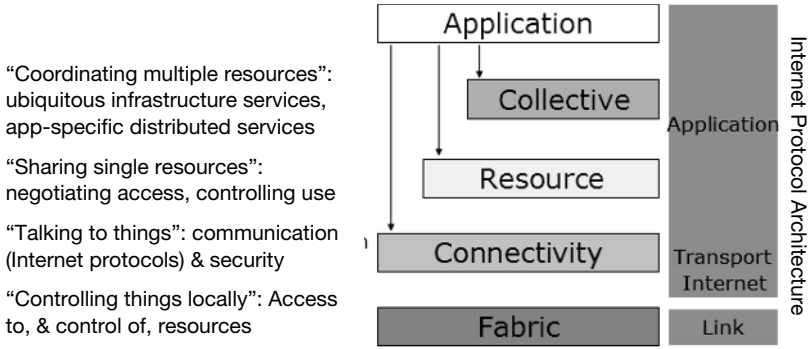 Application
“Coordinating multiple resources”:
ubiquitous infrastructure services,
app-specific distributed services
Collective
Application
“Sharing single resources”:
negotiating access, controlling use
Resource
“Talking to things”: communication
(Internet protocols) & security
Connectivity
Transport
Internet
“Controlling things locally”: Access
to, & control of, resources
Fabric
Link
Internet Protocol Architecture